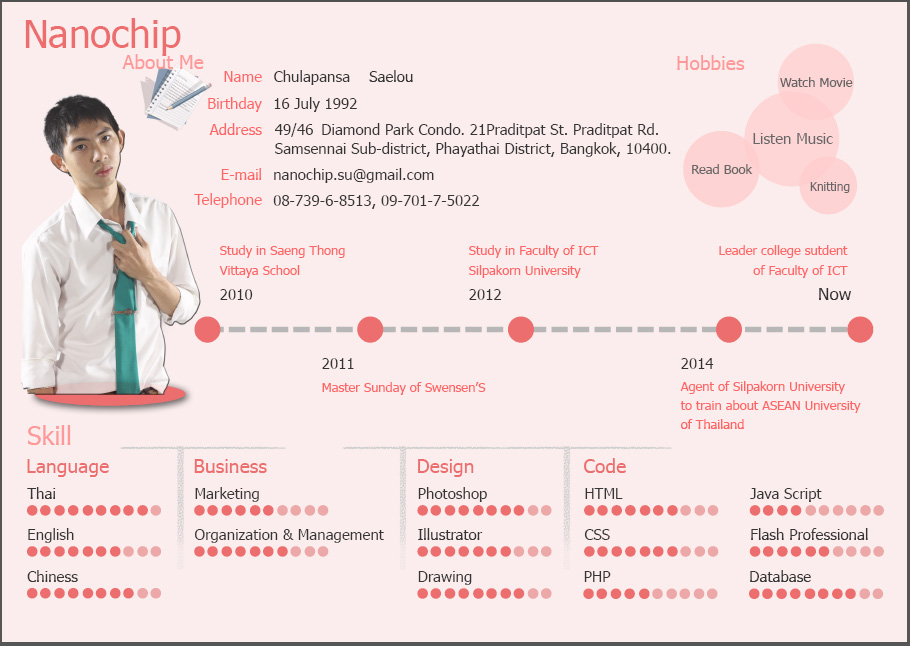 Nanochip
About Me
Name Chulapansa Saelou
Birthday 16 July 1992
Address 49/46 Diamond Park Condo. 21Praditpat St. Praditpat Rd.
Samsennai Sub-district, Phayathai District, Bangkok, 10400.
E-mail nanochip.su@gmail.com
Telephone 08-739-6-8513, 09-701-7-5022
Hobbies
Watch Movie
Listen Music
Read Book
Knitting
Study in Saeng Thong
Vittaya School
2010
2011
Master Sunday of Swensen'S
Study in Faculty of ICT
Silpakorn University
2012
2014
Agent of Silpakorn University
to train about ASEAN University
of Thailand
Leader college sutdent
of Faculty of ICT
Now
Skill
Language
Thai
English
Chiness
Business
Marketing
Organization & Management
Design
Photoshop
Illustrator
Drawing
Code
HTML
CSS
PHP
Java Script
Flash Professional
Database